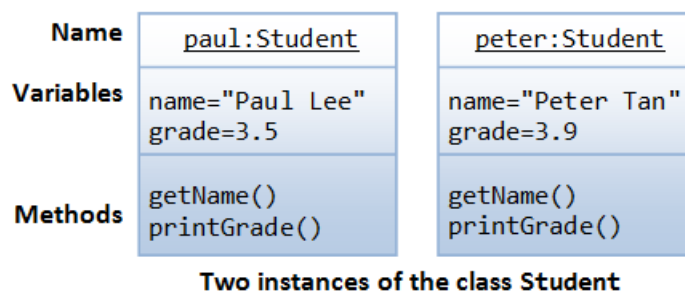 Name
paul:Student
peter:Student
Variables
name="Paul Lee"
grade=3.5
name="Peter Tan"
grade=3.9
Methods
getName()
printGrade()
getName()
printGrade()
Two instances of the class Student